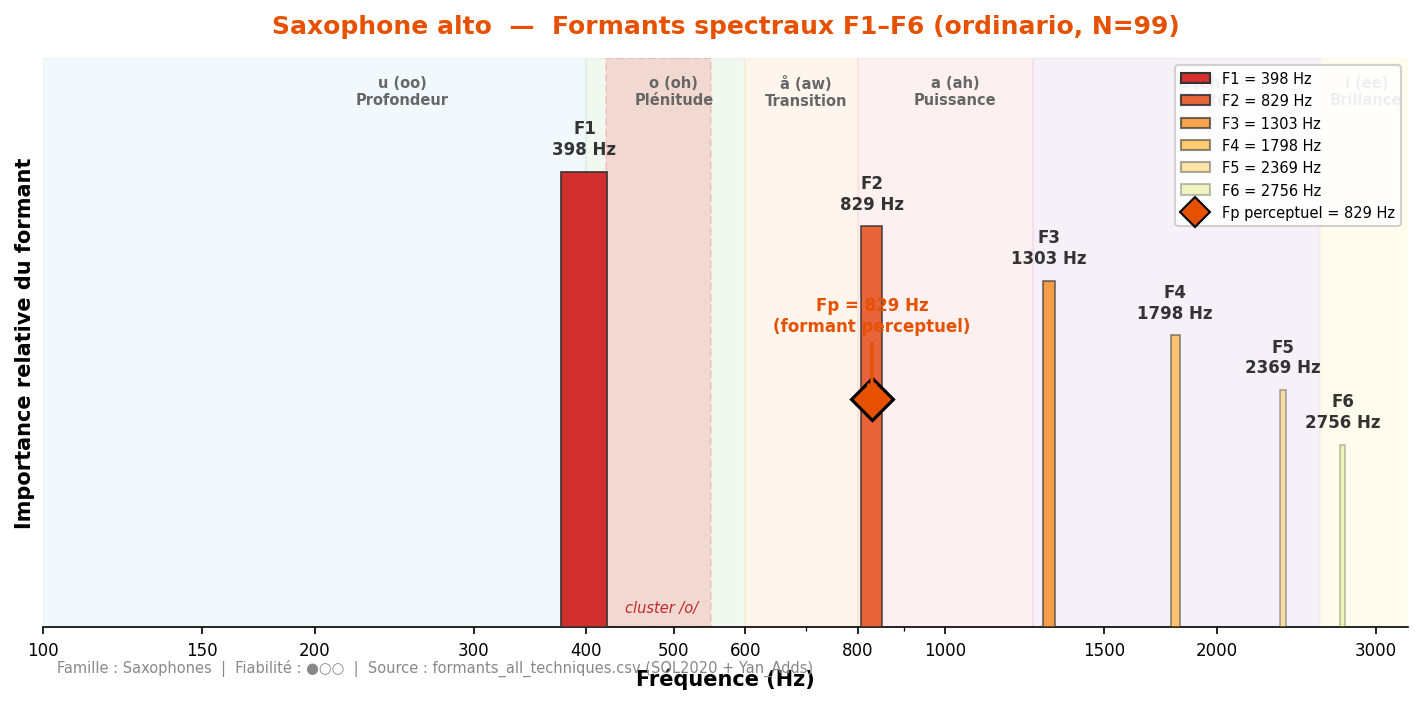 Saxophone alto — Formants spectraux F1–F6 (ordinario, N=99)
u (oo)
Profondeur
o (oh)
Plénitude
å (aw)
Transition
a (ah)
Puissance
i (ee)
Brillance
F1 = 398 Hz
F2 = 829 Hz
F3 = 1303 Hz
F4 = 1798 Hz
F5 = 2369 Hz
F6 = 2756 Hz
Fp perceptuel = 829 Hz
F1
398 Hz
F2
829 Hz
F3
1303 Hz
F4
1798 Hz
F5
2369 Hz
F6
2756 Hz
Fp = 829 Hz
(formant perceptuel)
cluster /o/
Importance relative du formant
100 150 200 300 400 500 600 800 1000 1500 2000 3000
Famille : Saxophones | Fiabilité : ●○○ | Source : formants_all_techniques.csv (SOL2020 + Yan_Adds)
Fréquence (Hz)